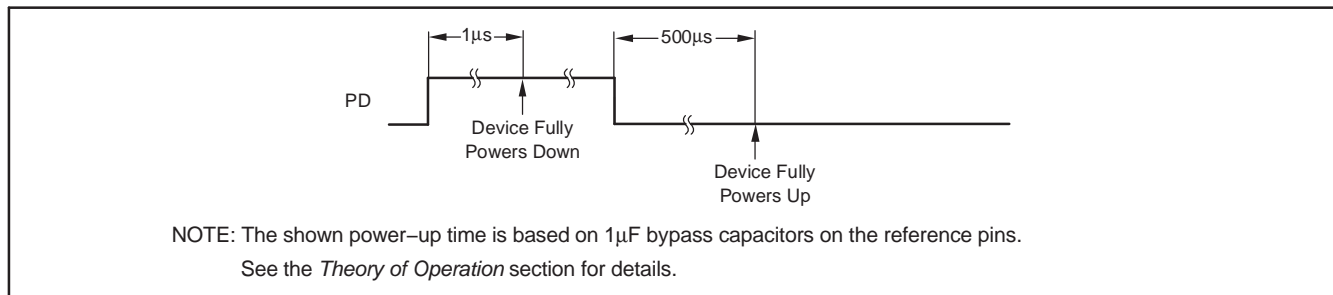 1μs
500μs
PD
Device Fully
Powers Down
Device Fully
Powers Up
NOTE: The shown power−up time is based on 1μF bypass capacitors on the reference pins.
See the Theory of Operation section for details.